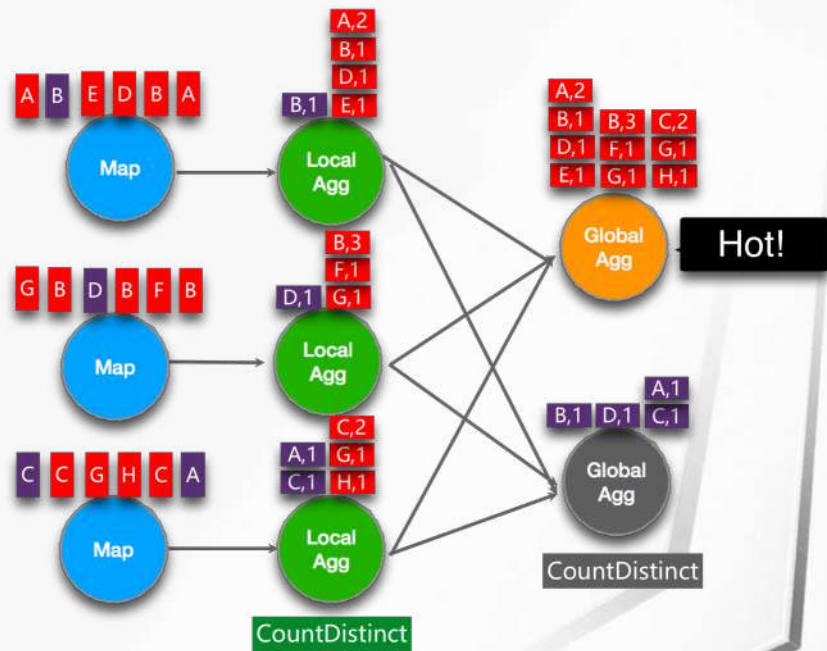 A B E D B A
Map
A,2
B,1
D,1
B,1 E,1
Local
Agg
A,2
B,1 B,3 C,2
D,1 F,1 G,1
E,1 G,1 H,1
Global
Agg
Hot!
G B D B F B
Map
B,3
F,1
D,1 G,1
Local
Agg
A,1
B,1 D,1 C,1
Global
Agg
CountDistinct
C C G H C A
Map
C,2
A,1 G,1
C,1 H,1
Local
Agg
CountDistinct